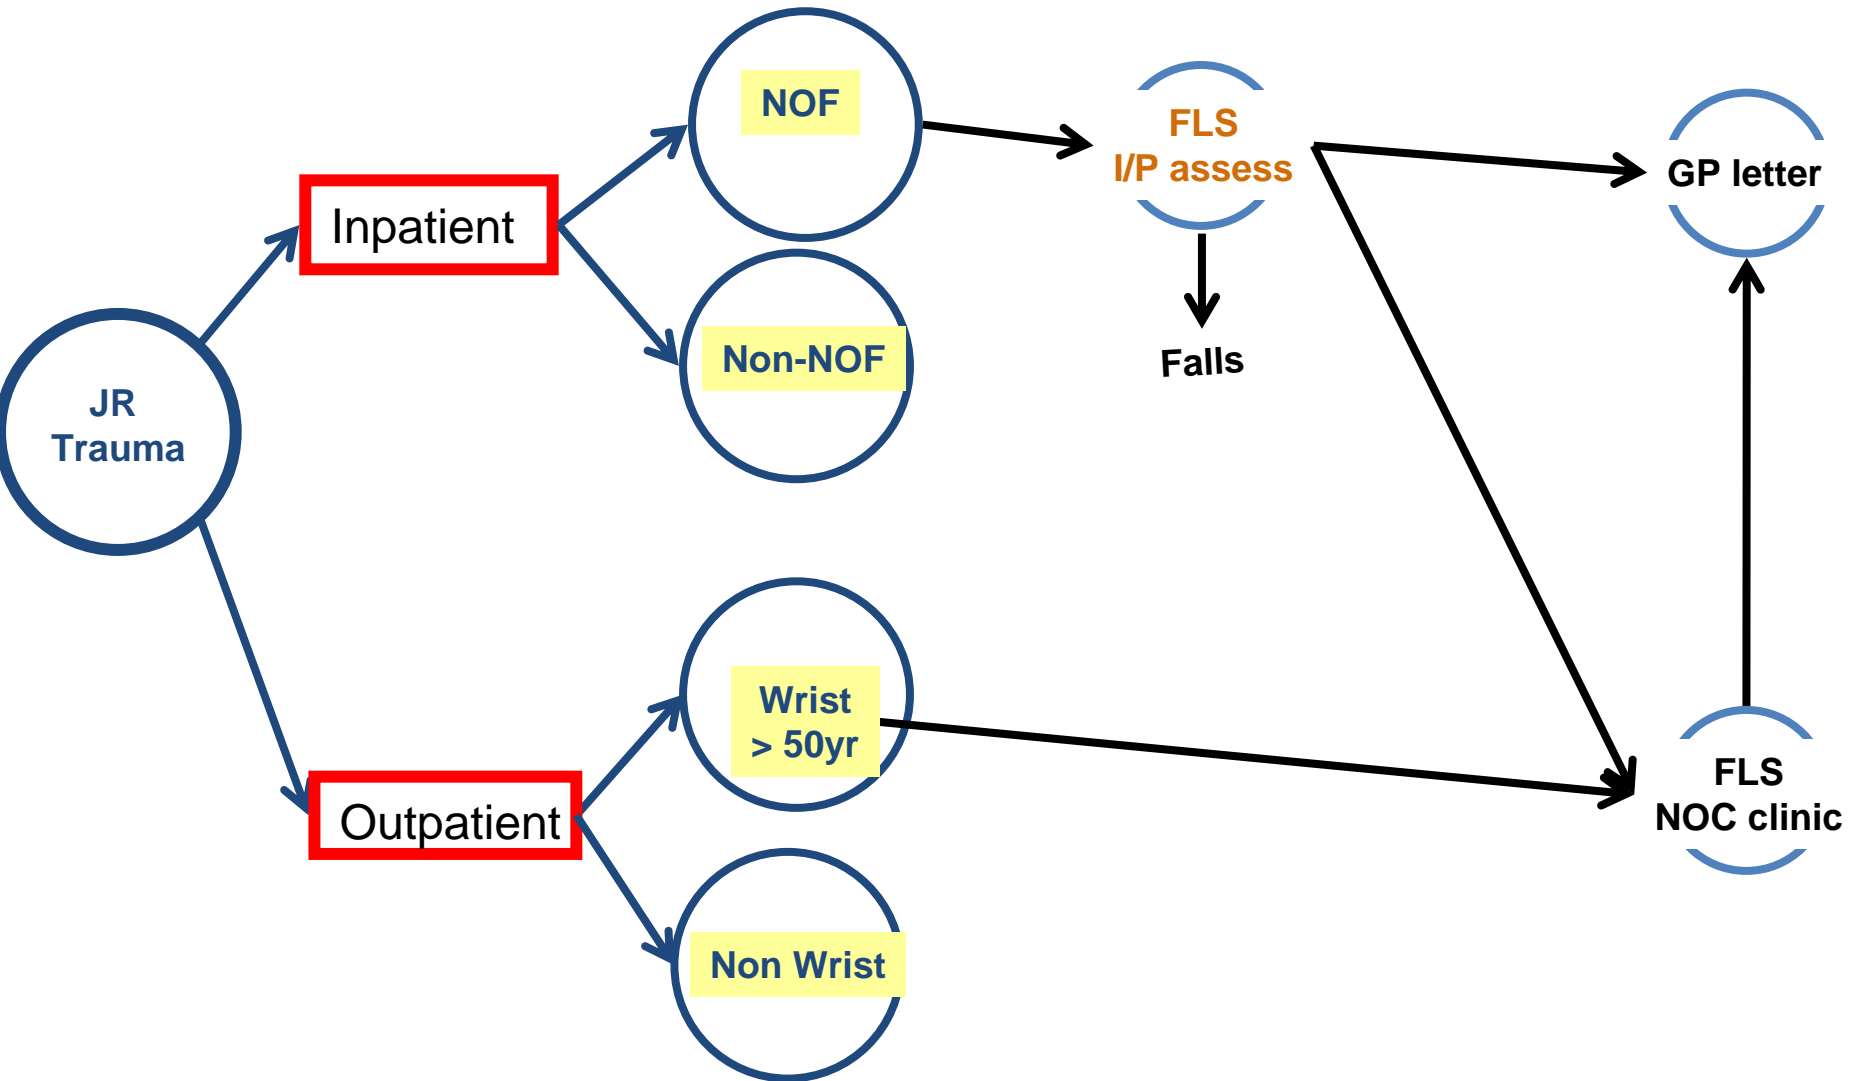 NOF
FLS
I/P assess
GP letter
Inpatient
Non-NOF
Falls
JR
Trauma
Wrist
> 50yr
FLS
NOC clinic
Outpatient
Non Wrist